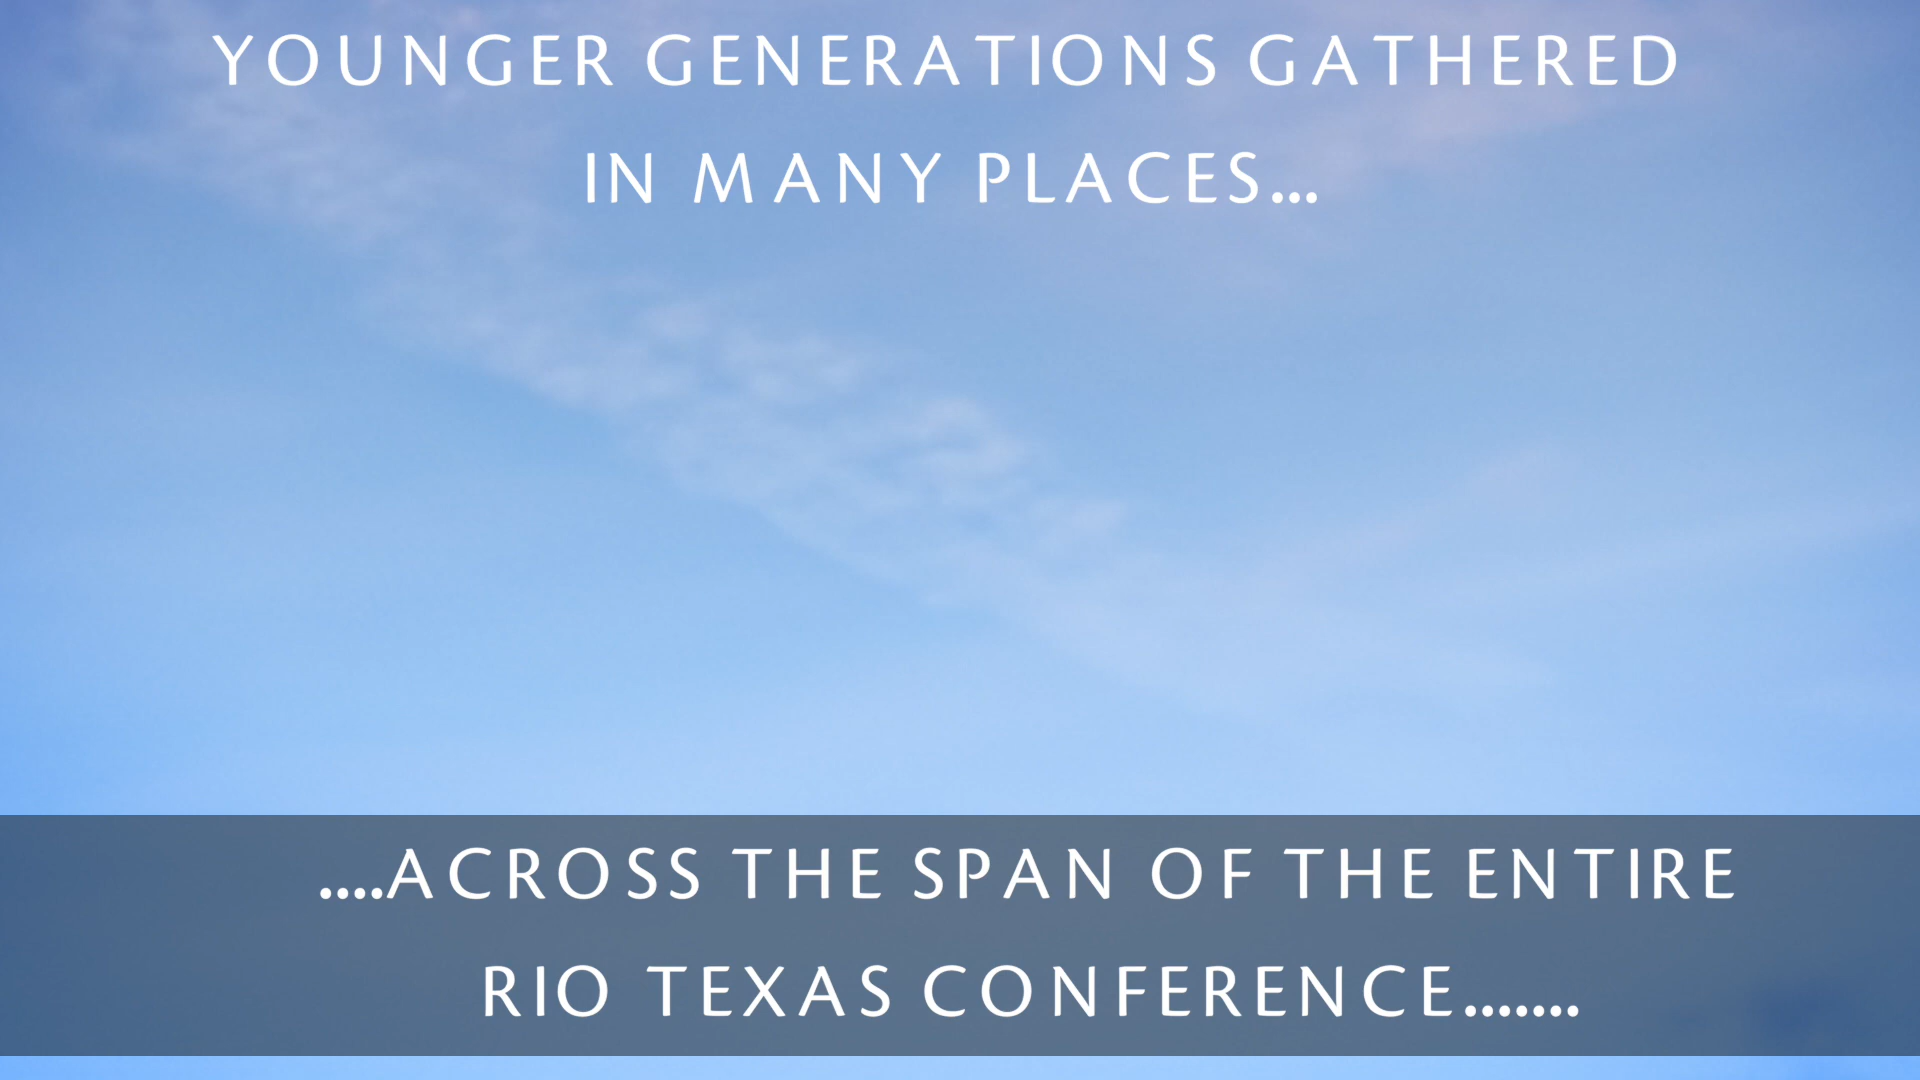 YOUNGER GENERATIONS GATHERED
IN MANY PLACES...
....ACROSS THE SPAN OF THE ENTIRE
RIO TEXAS CONFERENCE.......